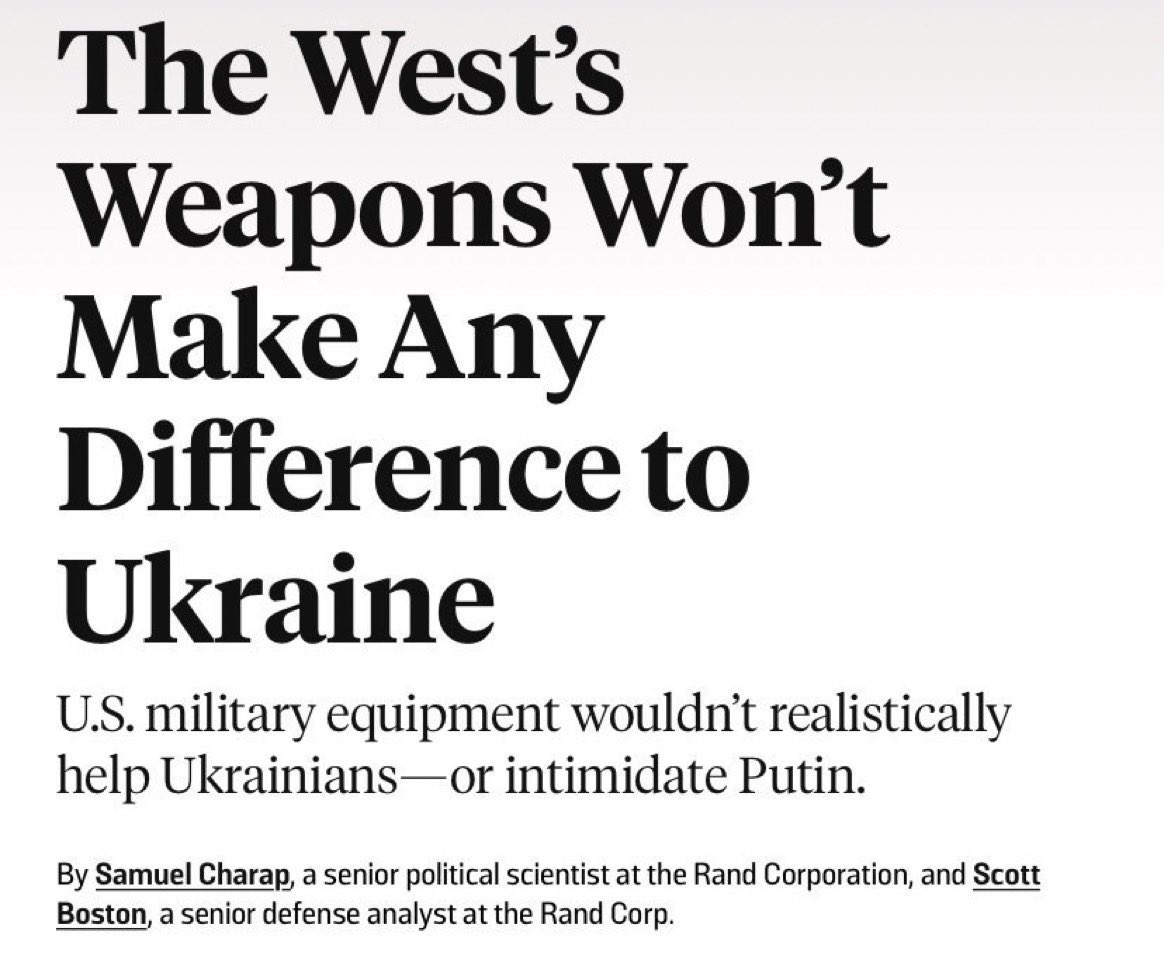 The West’s
Weapons Won’t
Make Any
Difference to
Ukraine
U.S. military equipment wouldn’t realistically
help Ukrainians—or intimidate Putin.
By Samuel Charap, a senior political scientist at the Rand Corporation, and Scott
Boston, a senior defense analyst at the Rand Corp.